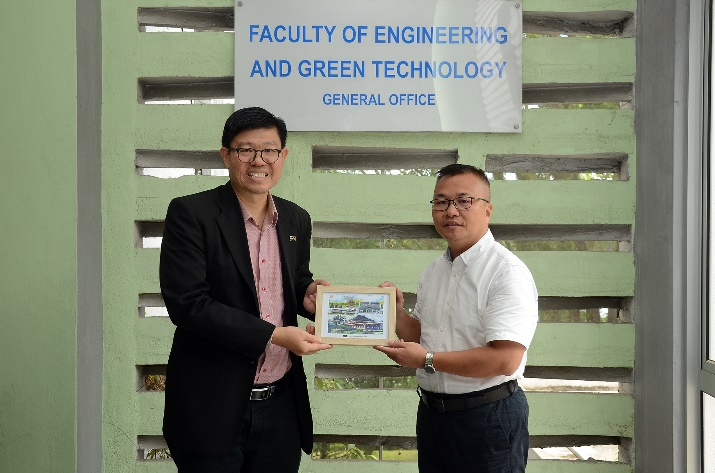 FACULTY OF ENGINEERING
AND GREEN TECHNOLOGY
GENERAL OFFICE